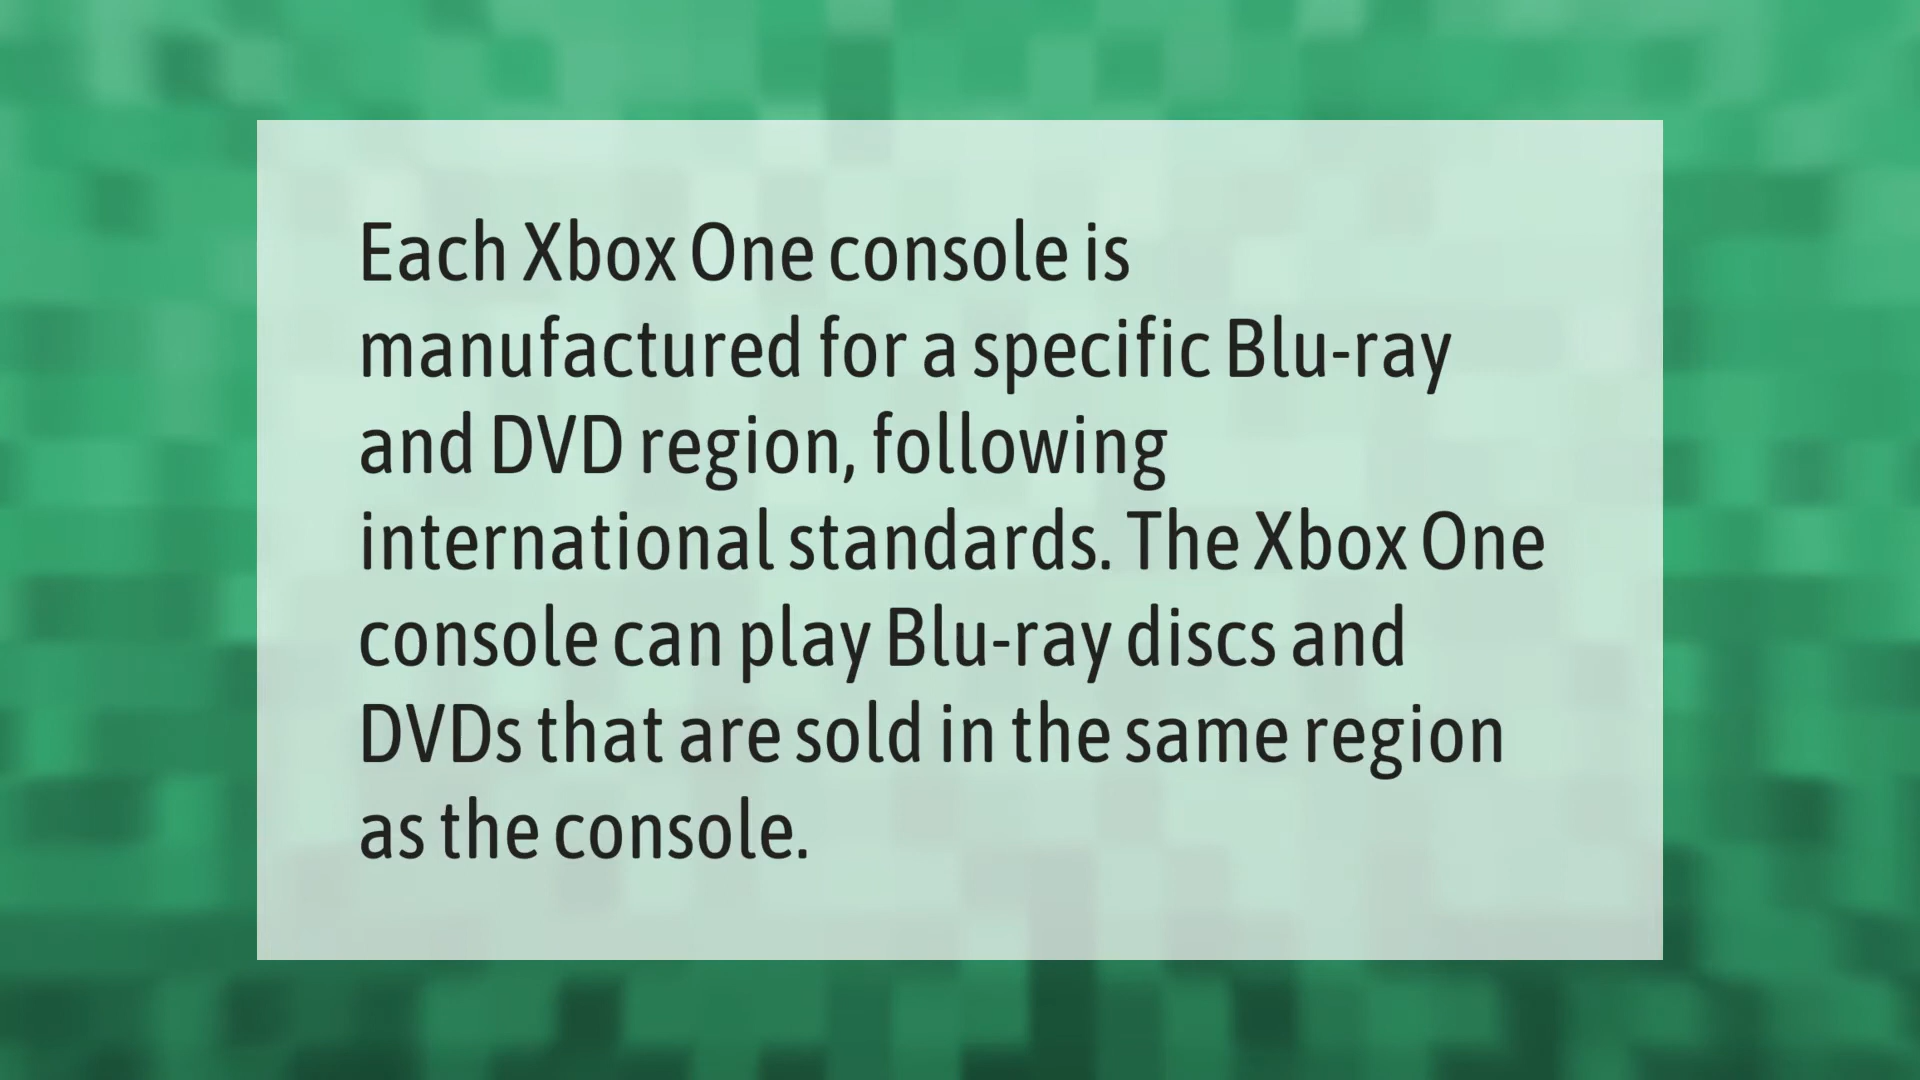 Each Xbox One console is
manufactured for a specific Blu-ray
and DVD region, following
international standards. The Xbox One
console can play Blu-ray discs and
DVDs that are sold in the same region
as the console.